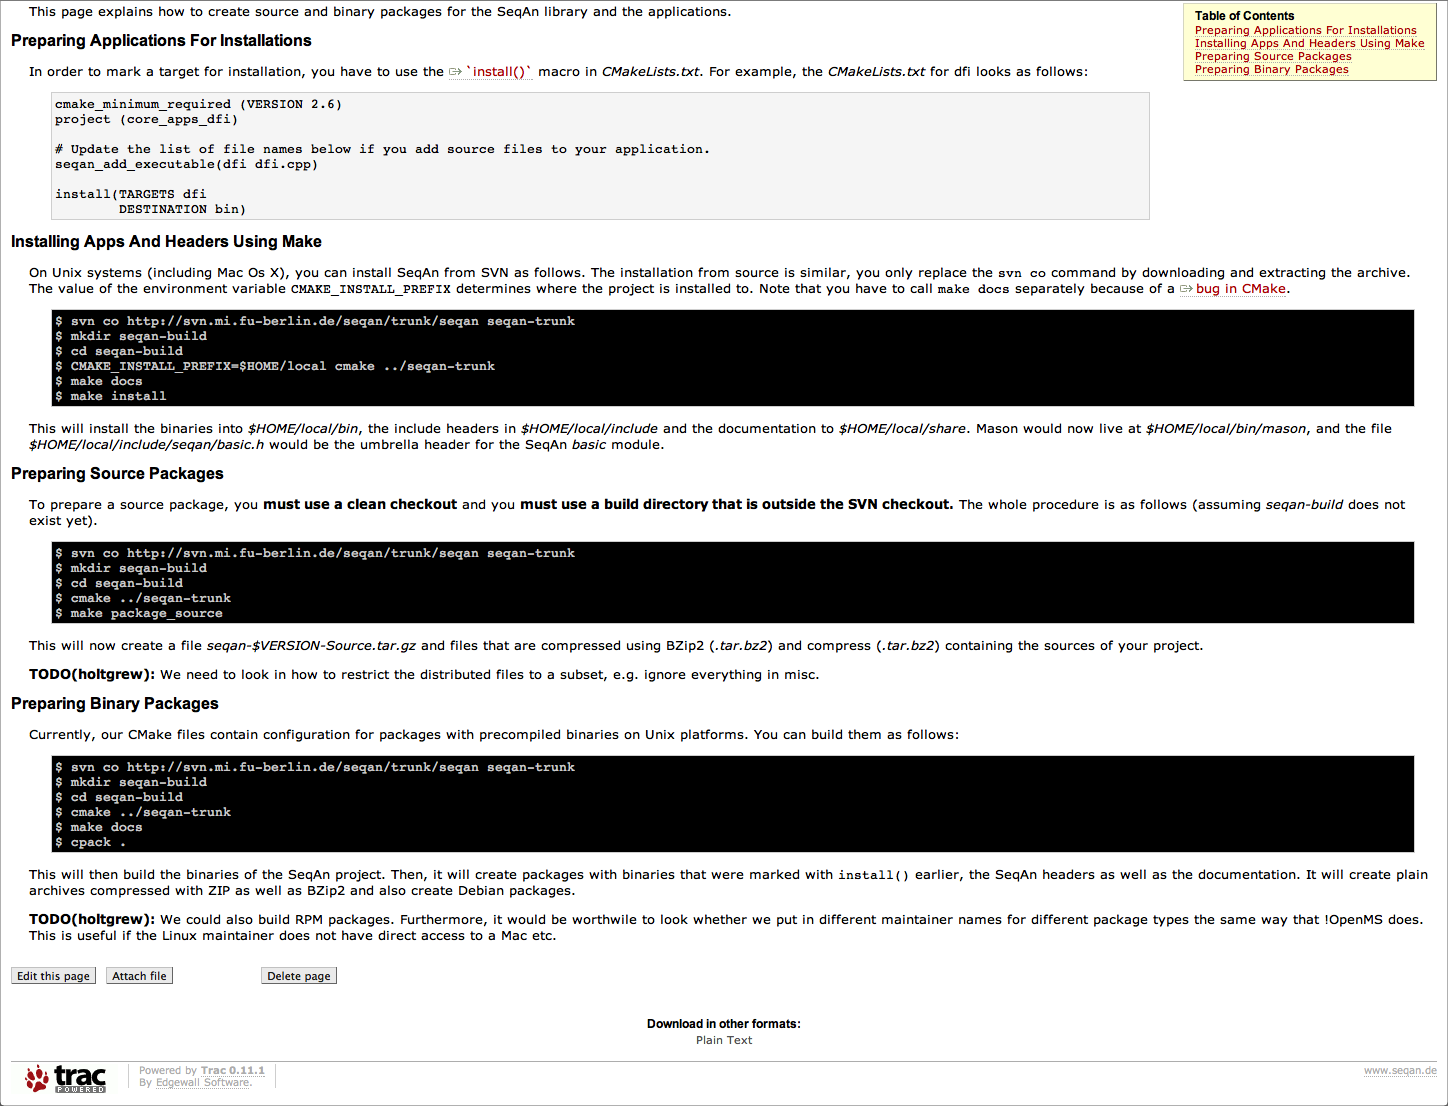 This page explains how to create source and binary packages for the SeqAn library and the applications.
Table of Contents
Preparing Applications For Installations
Installing Apps And Headers Using Make
Preparing Source Packages
Preparing Binary Packages
Preparing Applications For Installations
In order to mark a target for installation, you have to use the `install()` macro in CMakeLists.txt. For example, the CMakeLists.txt for dfi looks as follows:
cmake_minimum_required (VERSION 2.6)
project (core_apps_dfi)
# Update the list of file names below if you add source files to your application.
seqan_add_executable(dfi dfi.cpp)
install(TARGETS dfi
        DESTINATION bin)
Installing Apps And Headers Using Make
On Unix systems (including Mac Os X), you can install SeqAn from SVN as follows. The installation from source is similar, you only replace the svn co command by downloading and extracting the archive.
The value of the environment variable CMAKE_INSTALL_PREFIX determines where the project is installed to. Note that you have to call make docs separately because of a bug in CMake.
$ svn co http://svn.mi.fu-berlin.de/seqan/trunk/seqan seqan-trunk
$ mkdir seqan-build
$ cd seqan-build
$ CMAKE_INSTALL_PREFIX=$HOME/local cmake ../seqan-trunk
$ make docs
$ make install
This will install the binaries into $HOME/local/bin, the include headers in $HOME/local/include and the documentation to $HOME/local/share. Mason would now live at $HOME/local/bin/mason, and the file
$HOME/local/include/seqan/basic.h would be the umbrella header for the SeqAn basic module.
Preparing Source Packages
To prepare a source package, you must use a clean checkout and you must use a build directory that is outside the SVN checkout. The whole procedure is as follows (assuming seqan-build does not
exist yet).
$ svn co http://svn.mi.fu-berlin.de/seqan/trunk/seqan seqan-trunk
$ mkdir seqan-build
$ cd seqan-build
$ cmake ../seqan-trunk
$ make package_source
This will now create a file seqan-$VERSION-Source.tar.gz and files that are compressed using BZip2 (.tar.bz2) and compress (.tar.bz2) containing the sources of your project.
TODO(holtgrew): We need to look in how to restrict the distributed files to a subset, e.g. ignore everything in misc.
Preparing Binary Packages
Currently, our CMake files contain configuration for packages with precompiled binaries on Unix platforms. You can build them as follows:
$ svn co http://svn.mi.fu-berlin.de/seqan/trunk/seqan seqan-trunk
$ mkdir seqan-build
$ cd seqan-build
$ cmake ../seqan-trunk
$ make docs
$ cpack .
This will then build the binaries of the SeqAn project. Then, it will create packages with binaries that were marked with install() earlier, the SeqAn headers as well as the documentation. It will create plain
archives compressed with ZIP as well as BZip2 and also create Debian packages.
TODO(holtgrew): We could also build RPM packages. Furthermore, it would be worthwile to look whether we put in different maintainer names for different package types the same way that !OpenMS does.
This is useful if the Linux maintainer does not have direct access to a Mac etc.
Edit this page Attach file Delete page
Download in other formats:
Plain Text
trac
POWERED
Powered by Trac 0.11.1
By Edgewall Software.
www.seqan.de